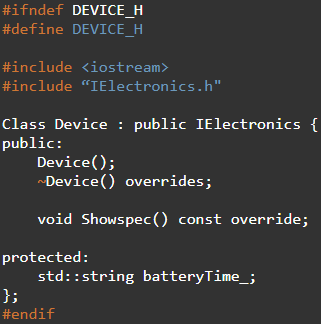 #ifndef DEVICE_H
#define DEVICE_H
#include <iostream>
#include “IElectronics.h"
Class Device : public IElectronics {
public:
Device();
~Device() overrides;
void Showspec() const override;
protected:
std::string batteryTime_;
};
#endif